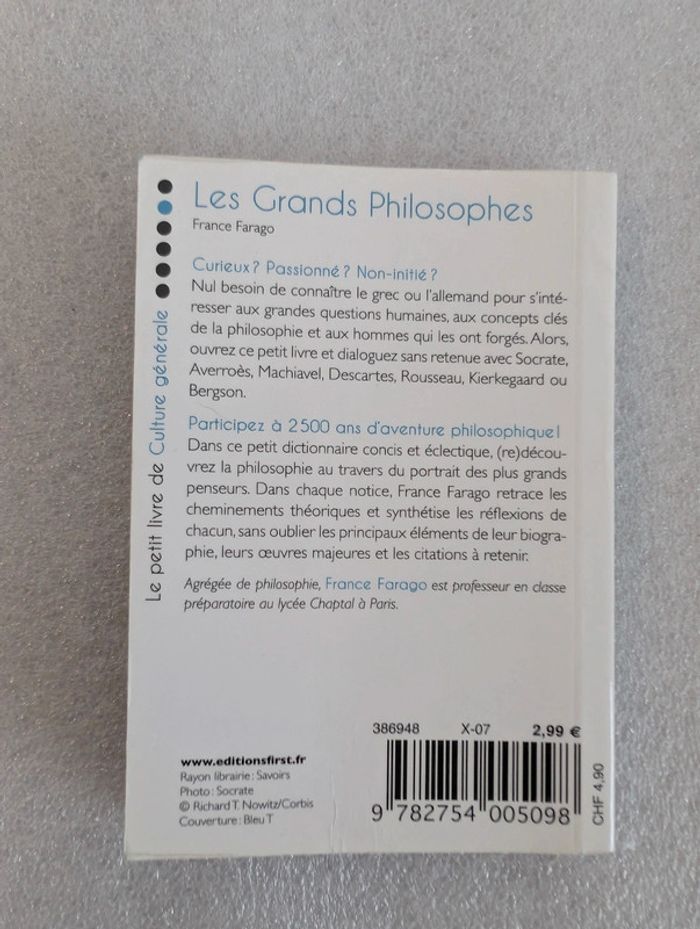 Les Grands Philosophes
France Farago
Curieux ? Passionné ? Non-initié ?
Nul besoin de connaître le grec ou l'allemand pour s'inté-
resser aux grandes questions humaines, aux concepts clés
de la philosophie et aux hommes qui les ont forgés. Alors,
ouvrez ce petit livre et dialoguez sans retenue avec Socrate,
Averroès, Machiavel, Descartes, Rousseau, Kierkegaard ou
Bergson.
Participez à 2500 ans d'aventure philosophique !
Dans ce petit dictionnaire concis et éclectique, (re)décou-
vrez la philosophie au travers du portrait des plus grands
penseurs. Dans chaque notice, France Farago retrace les
cheminements théoriques et synthétise les réflexions de
chacun, sans oublier les principaux éléments de leur biogra-
phie, leurs œuvres majeures et les citations à retenir.
Agrégée de philosophie, France Farago est professeur en classe
préparatoire au lycée Chaptal à Paris.
Le petit livre de Culture générale
www.editionsfirst.fr
Rayon librairie : Savoirs
Photo : Socrate
© Richard T. Nowitz/Corbis
Couverture : Bleu T
386948 X-07 2,99 €
9 782754 005098
CHF 4,90